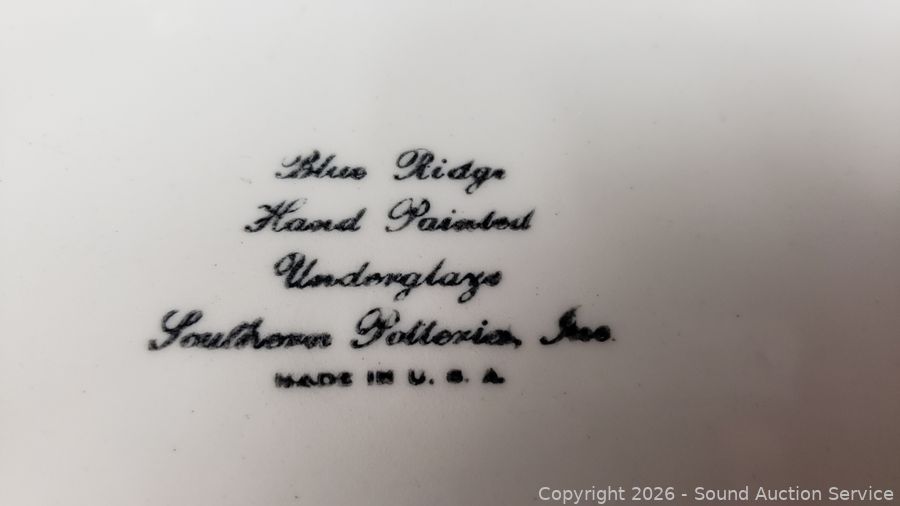 Blue Ridge
Hand Painted
Underglaze
Southern Potteries, Inc.
MADE IN U. S. A.
Copyright 2026 - Sound Auction Service